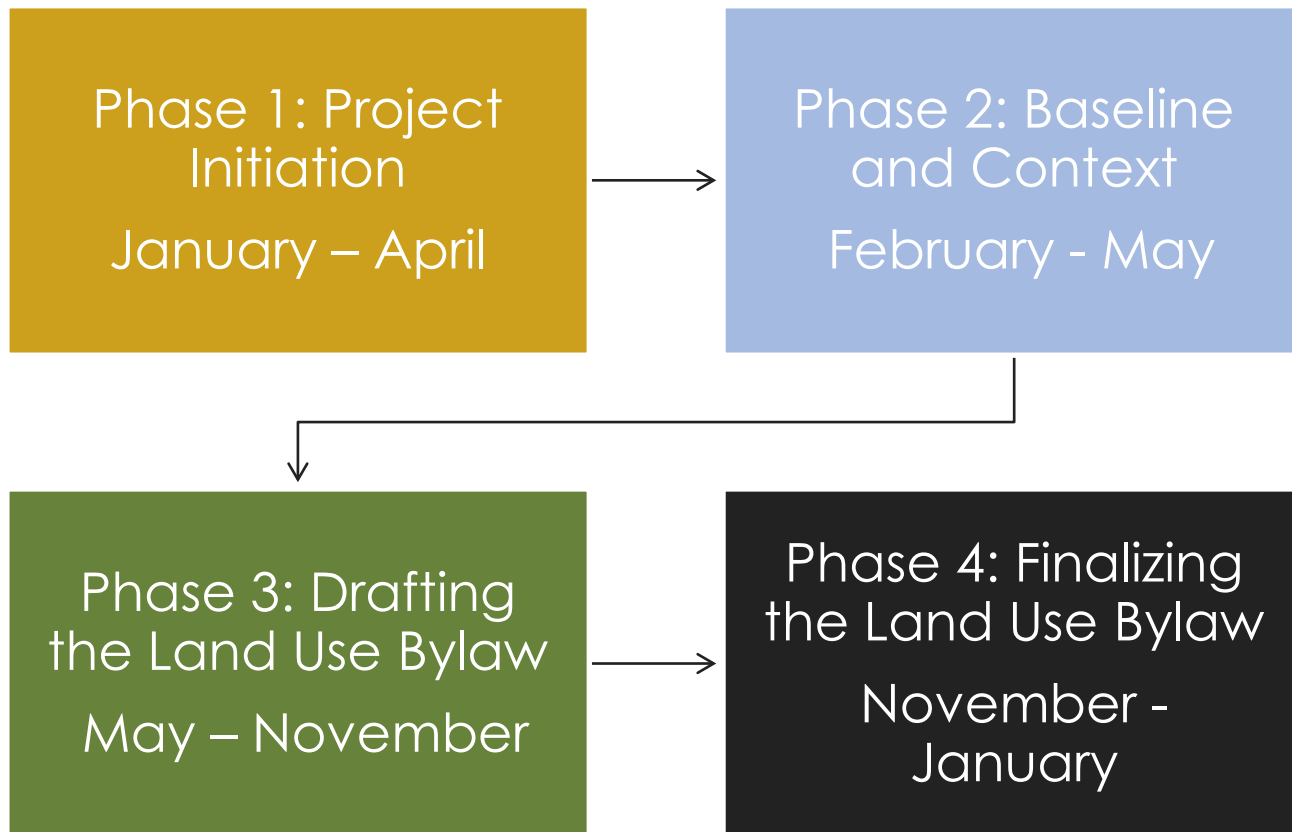 Phase 1: Project
Initiation
January – April
Phase 2: Baseline
and Context
February - May
Phase 3: Drafting
the Land Use Bylaw
May – November
Phase 4: Finalizing
the Land Use Bylaw
November -
January